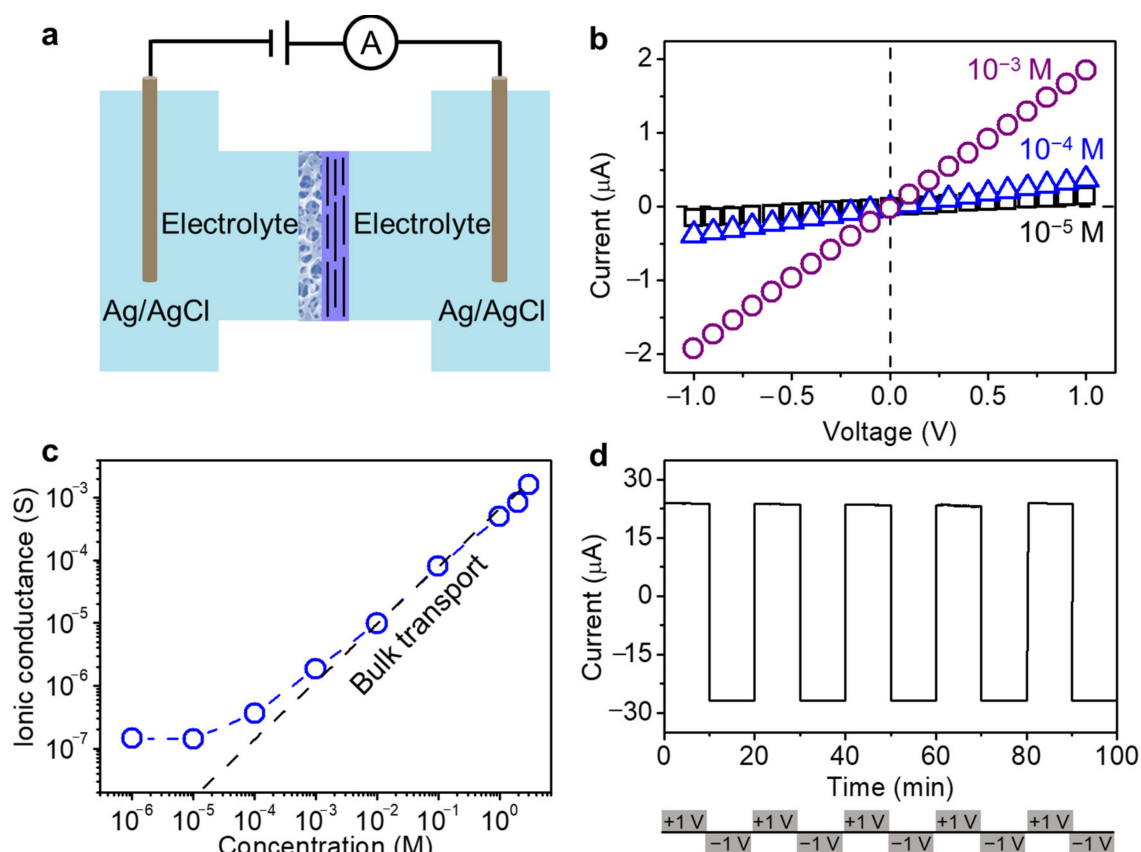 a
A
Electrolyte
Electrolyte
Ag/AgCl
Ag/AgCl
b
2
1
0
−1
−2
Current (μA)
10⁻³ M
10⁻⁴ M
10⁻⁵ M
−1.0
−0.5
0.0
0.5
1.0
Voltage (V)
c
Ionic conductance (S)
10⁻³
10⁻⁴
10⁻⁵
10⁻⁶
10⁻⁷
Bulk transport
10⁻⁶
10⁻⁵
10⁻⁴
10⁻³
10⁻²
10⁻¹
10⁰
Concentration (M)
d
Current (μA)
30
15
0
−15
−30
0
20
40
60
80
100
Time (min)
+1 V
−1 V
+1 V
−1 V
+1 V
−1 V
+1 V
−1 V
+1 V
−1 V